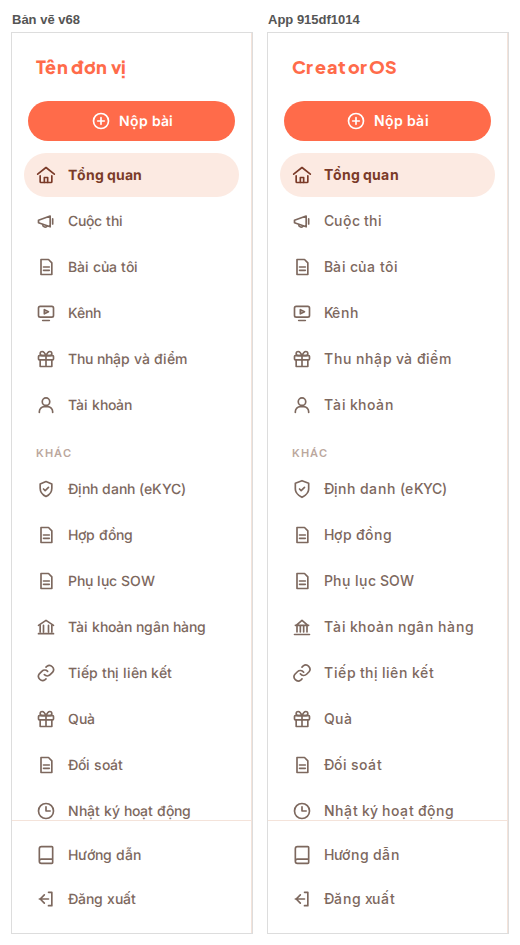 Bản vẽ v68
Tên đơn vị
Nộp bài
Tổng quan
Cuộc thi
Bài của tôi
Kênh
Thu nhập và điểm
Tài khoản
KHÁC
Định danh (eKYC)
Hợp đồng
Phụ lục SOW
Tài khoản ngân hàng
Tiếp thị liên kết
Quà
Đối soát
Nhật ký hoạt động
Hướng dẫn
Đăng xuất
App 915df1014
CreatorOS
Nộp bài
Tổng quan
Cuộc thi
Bài của tôi
Kênh
Thu nhập và điểm
Tài khoản
KHÁC
Định danh (eKYC)
Hợp đồng
Phụ lục SOW
Tài khoản ngân hàng
Tiếp thị liên kết
Quà
Đối soát
Nhật ký hoạt động
Hướng dẫn
Đăng xuất